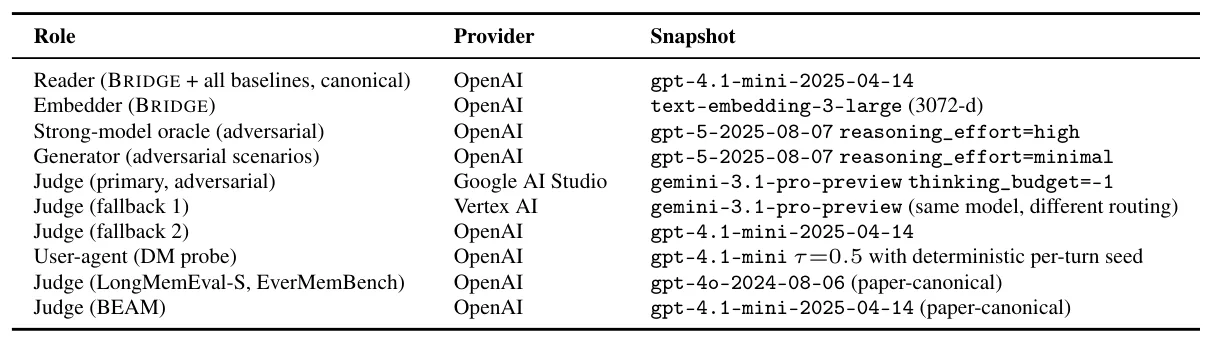 Role Provider Snapshot
Reader (BRIDGE + all baselines, canonical) OpenAI gpt-4.1-mini-2025-04-14
Embedder (BRIDGE) OpenAI text-embedding-3-large (3072-d)
Strong-model oracle (adversarial) OpenAI gpt-5-2025-08-07 reasoning_effort=high
Generator (adversarial scenarios) OpenAI gpt-5-2025-08-07 reasoning_effort=minimal
Judge (primary, adversarial) Google AI Studio gemini-3.1-pro-preview thinking_budget=-1
Judge (fallback 1) Vertex AI gemini-3.1-pro-preview (same model, different routing)
Judge (fallback 2) OpenAI gpt-4.1-mini-2025-04-14
User-agent (DM probe) OpenAI gpt-4.1-mini τ=0.5 with deterministic per-turn seed
Judge (LongMemEval-S, EverMemBench) OpenAI gpt-4o-2024-08-06 (paper-canonical)
Judge (BEAM) OpenAI gpt-4.1-mini-2025-04-14 (paper-canonical)